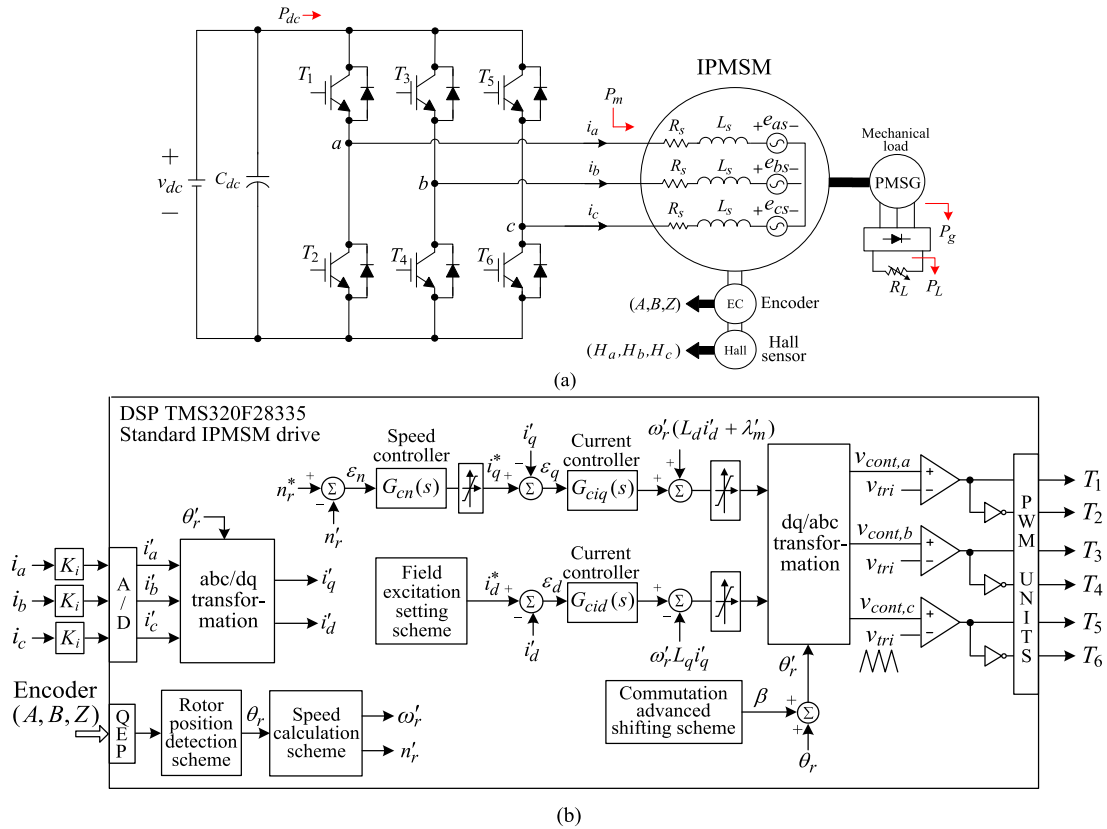 P_dc
v_dc
+
−
C_dc
T_1
T_3
T_5
T_2
T_4
T_6
a
b
c
i_a
i_b
i_c
P_m
IPMSM
R_s L_s +e_as−
R_s L_s +e_bs−
R_s L_s +e_cs−
Mechanical
load
PMSG
P_g
R_L
P_L
(A,B,Z)
EC
Encoder
(H_a,H_b,H_c)
Hall
Hall
sensor
(a)
DSP TMS320F28335
Standard IPMSM drive
n_r^*
+
−
Σ
n′_r
ε_n
Speed
controller
G_cn(s)
i_q^*
+
−
i′_q
Σ
ε_q
Current
controller
G_ciq(s)
ω′_r(L_d i′_d + λ′_m)
+
+
Σ
Field
excitation
setting scheme
i_d^*
+
−
Σ
i′_d
ε_d
Current
controller
G_cid(s)
+
−
Σ
ω′_r L_q i′_q
dq/abc
transfor-
mation
v_cont,a
v_tri
+
−
v_cont,b
v_tri
+
−
v_cont,c
v_tri
+
−
PWM UNITS
T_1
T_2
T_3
T_4
T_5
T_6
i_a
K_i
i_b
K_i
i_c
K_i
A/D
i′_a
i′_b
i′_c
θ′_r
abc/dq
transfor-
mation
i′_q
i′_d
Encoder
(A,B,Z)
QEP
Rotor
position
detection
scheme
θ_r
Speed
calculation
scheme
ω′_r
n′_r
Commutation
advanced
shifting scheme
β
+
+
Σ
θ′_r
θ_r
(b)